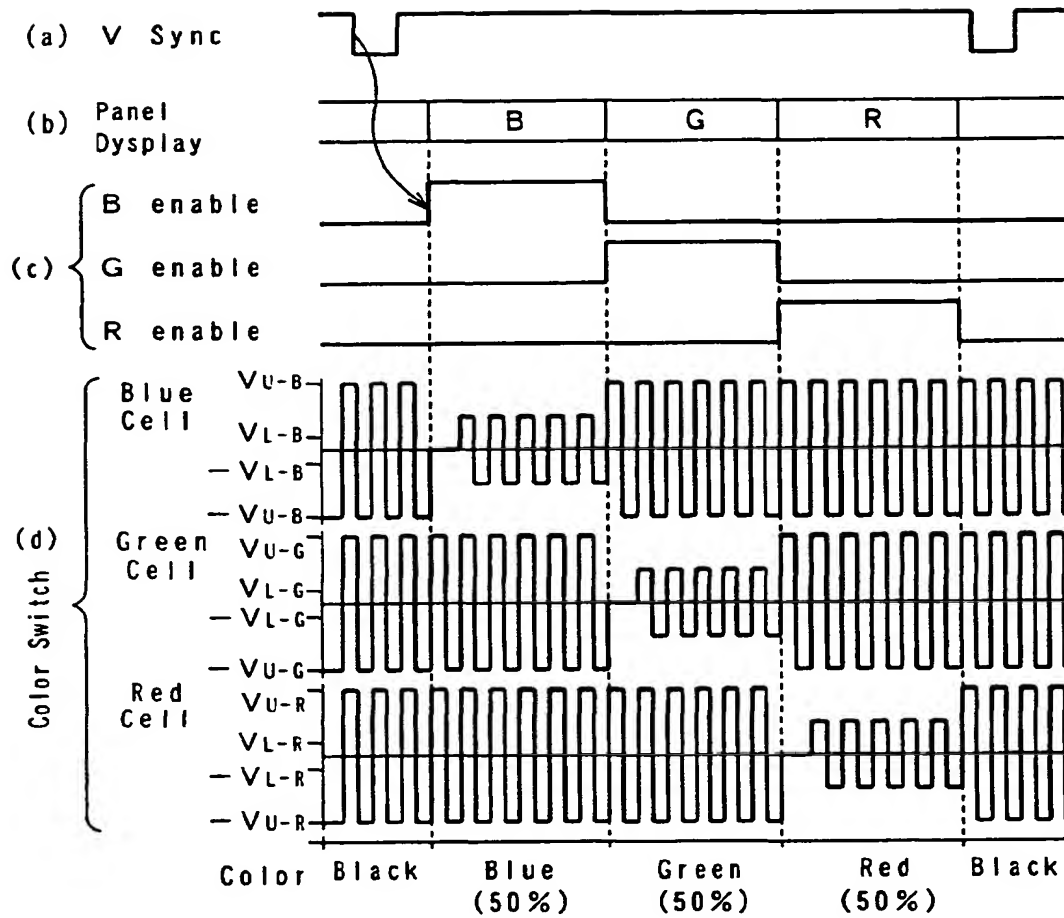 (a) V Sync
(b) Panel Dysplay
B G R
(c)
B enable
G enable
R enable
(d) Color Switch
Blue Cell
VU-B
VL-B
-VL-B
-VU-B
Green Cell
VU-G
VL-G
-VL-G
-VU-G
Red Cell
VU-R
VL-R
-VL-R
-VU-R
Color Black Blue (50%) Green (50%) Red (50%) Black